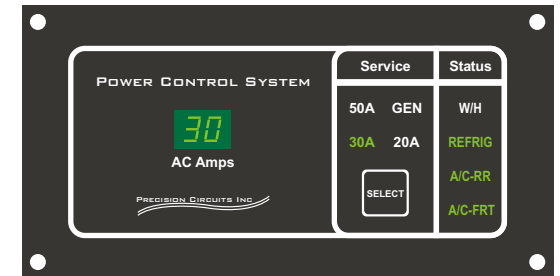 POWER CONTROL SYSTEM
30
AC Amps
PRECISION CIRCUITS INC
Service
50A GEN
30A 20A
SELECT
Status
W/H
REFRIG
A/C-RR
A/C-FRT